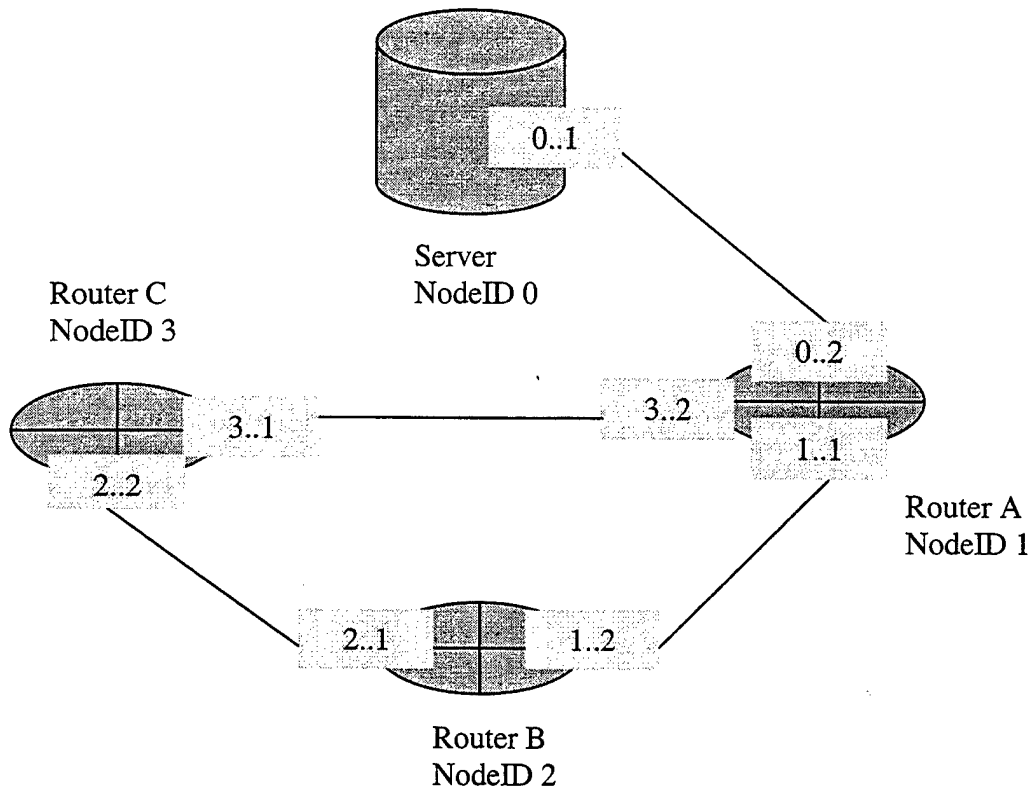 0..1
Server
NodeID 0
Router C
NodeID 3
0..2
3..1
3..2
1..1
2..2
Router A
NodeID 1
2..1
1..2
Router B
NodeID 2